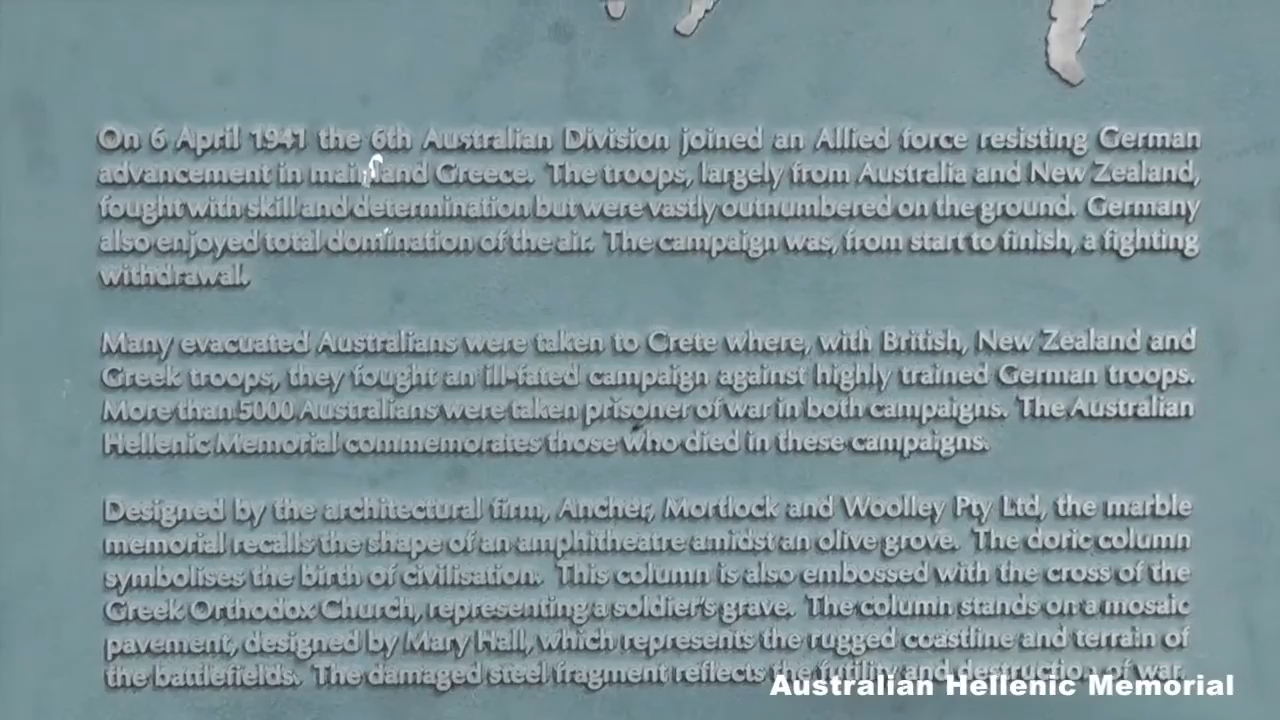 On 6 April 1941 the 6th Australian Division joined an Allied force resisting German
advancement in mainland Greece. The troops, largely from Australia and New Zealand,
fought with skill and determination but were vastly outnumbered on the ground. Germany
also enjoyed total domination of the air. The campaign was, from start to finish, a fighting
withdrawal.
Many evacuated Australians were taken to Crete where, with British, New Zealand and
Greek troops, they fought an ill-fated campaign against highly trained German troops.
More than 5000 Australians were taken prisoner of war in both campaigns. The Australian
Hellenic Memorial commemorates those who died in these campaigns.
Designed by the architectural firm, Ancher, Mortlock and Woolley Pty Ltd, the marble
memorial recalls the shape of an amphitheatre amidst an olive grove. The doric column
symbolises the birth of civilisation. This column is also embossed with the cross of the
Greek Orthodox Church, representing a soldier's grave. The column stands on a mosaic
pavement, designed by Mary Hall, which represents the rugged coastline and terrain of
the battlefields. The damaged steel fragment reflects the futility and destruction of war.
Australian Hellenic Memorial